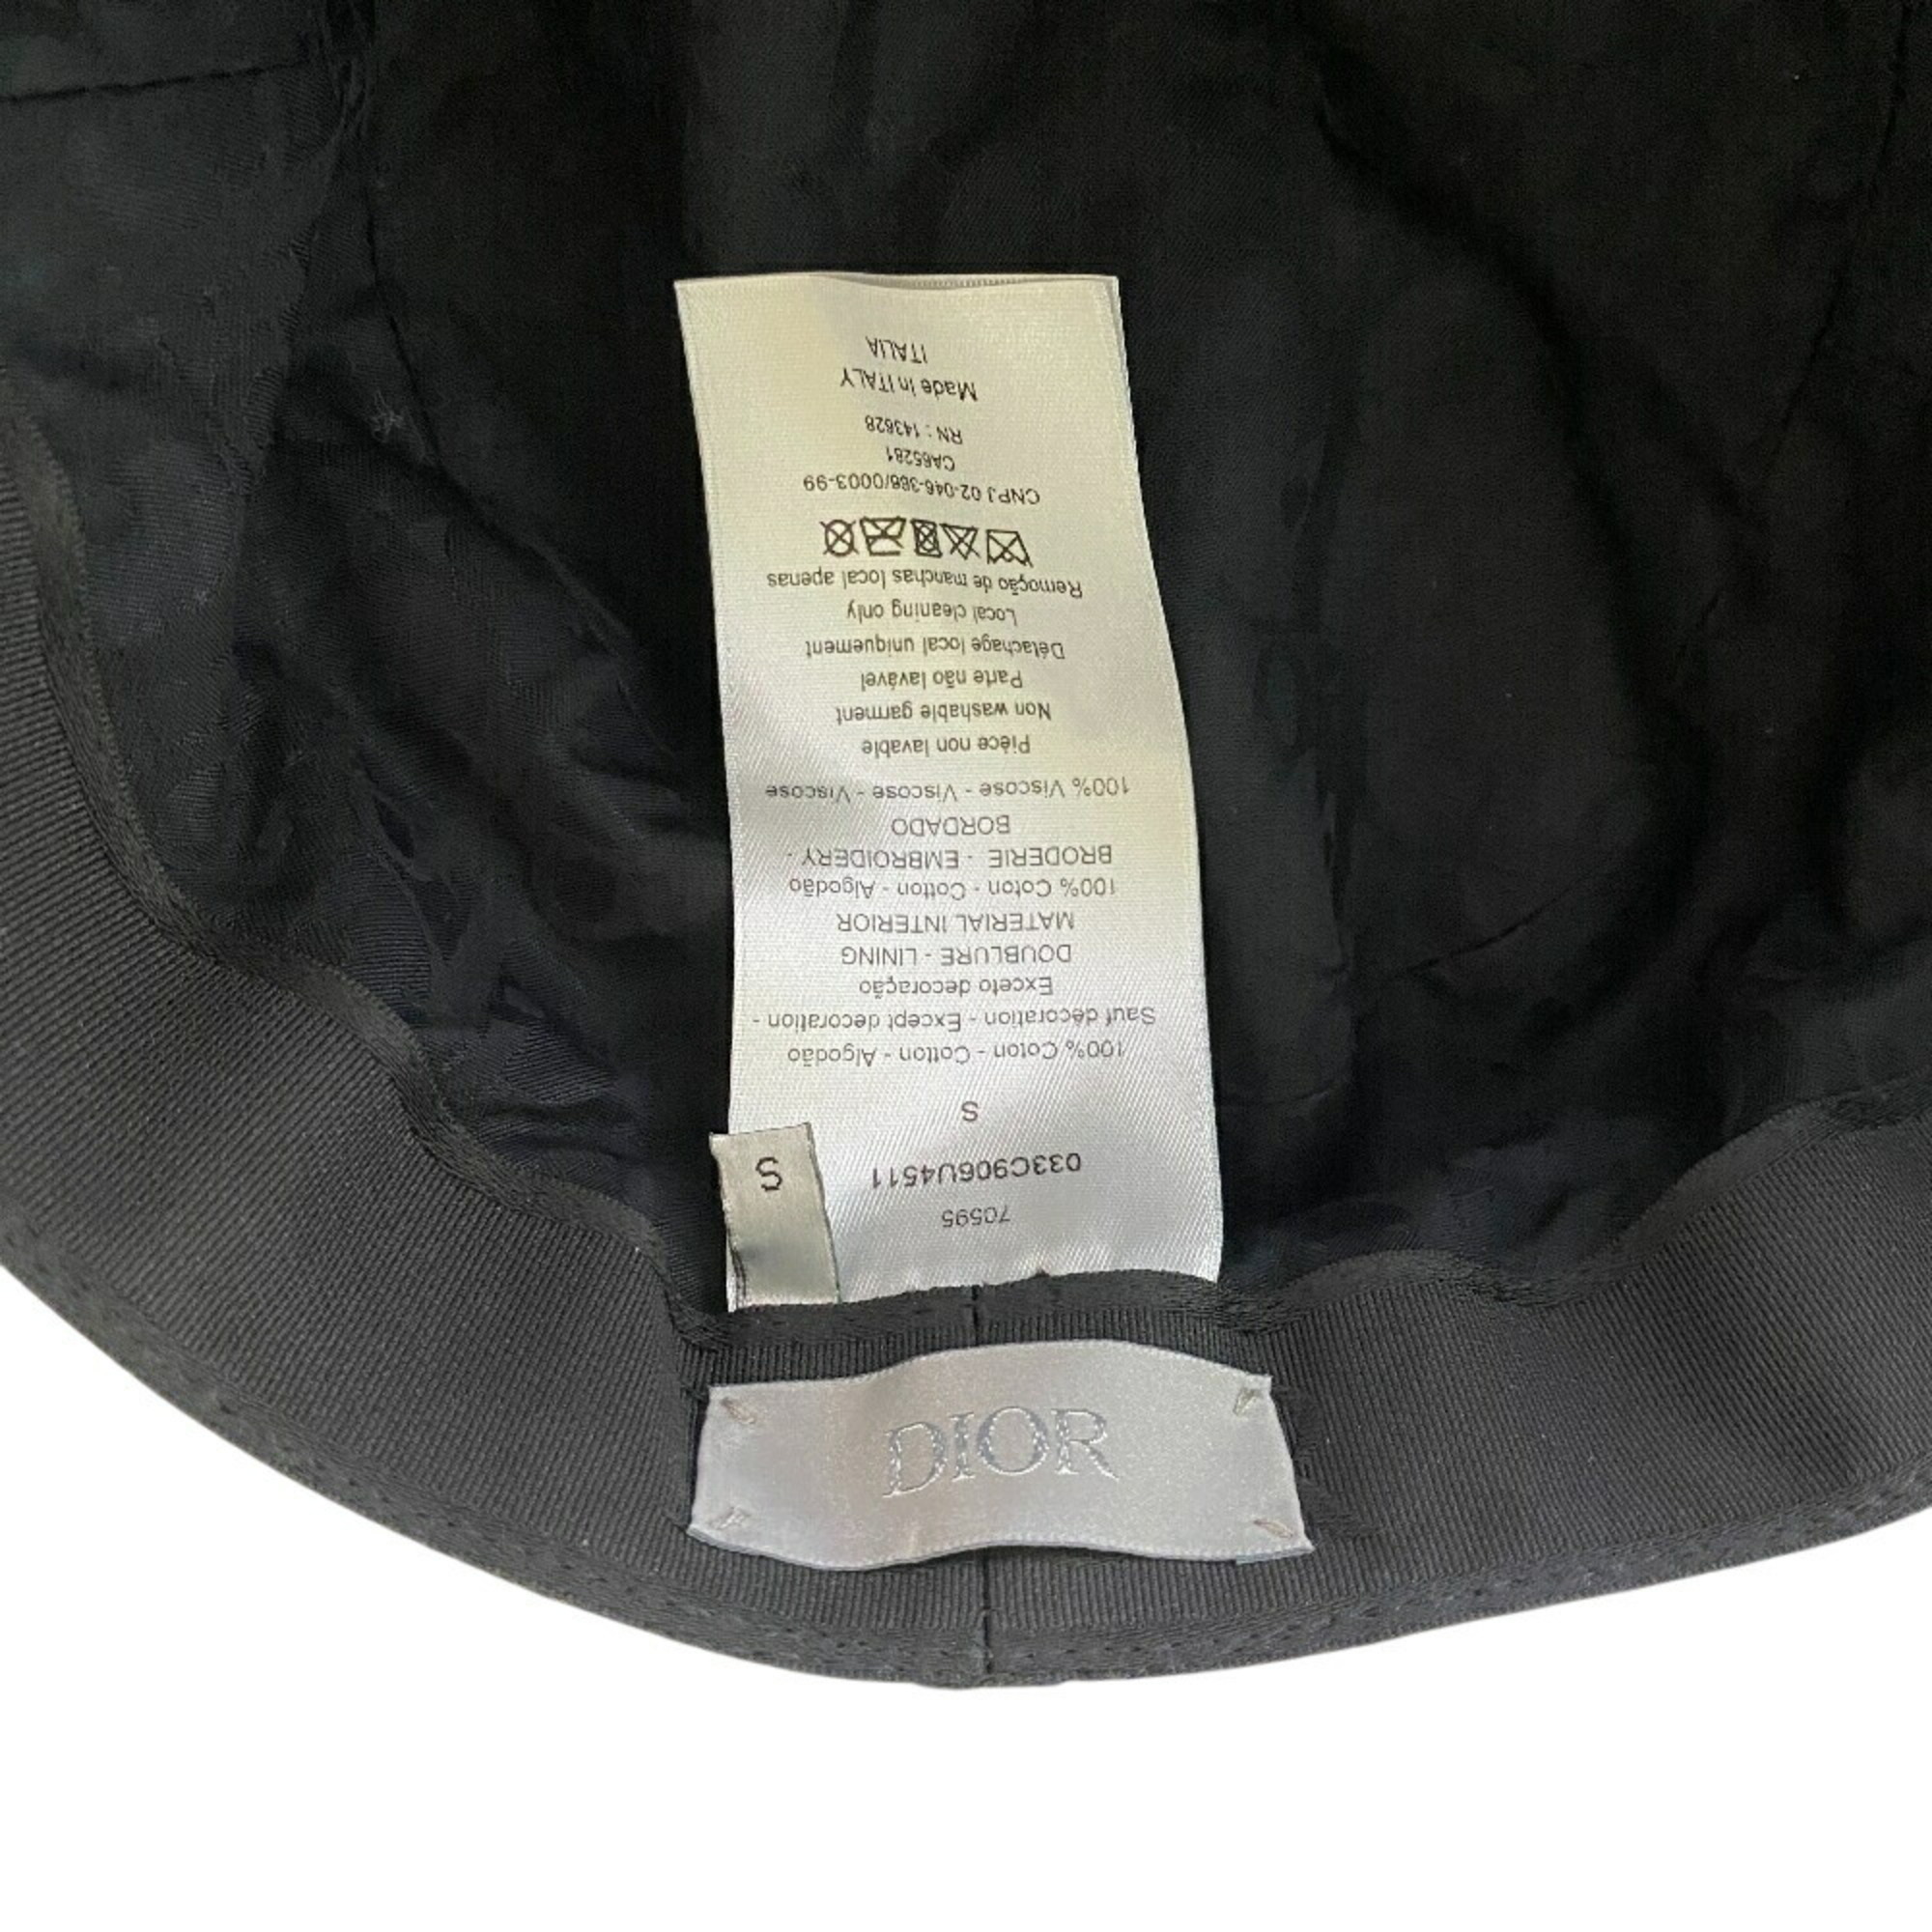 70595
033C906U4511
S
S
100% Coton - Cotton - Algodão
Sauf décoration - Except decoration -
Exceto decoração
DOUBLURE - LINING
MATERIAL INTERIOR
100% Coton - Cotton - Algodão
BRODERIE - EMBROIDERY -
BORDADO
100% Viscose - Viscose - Viscose
Pièce non lavable
Non washable garment
Parte não lavável
Détachage local uniquement
Local cleaning only
Remoção de manchas local apenas
CNPJ 02-046-388/0003-99
CA65281
RN : 143628
Made in ITALY
ITALIA
DIOR